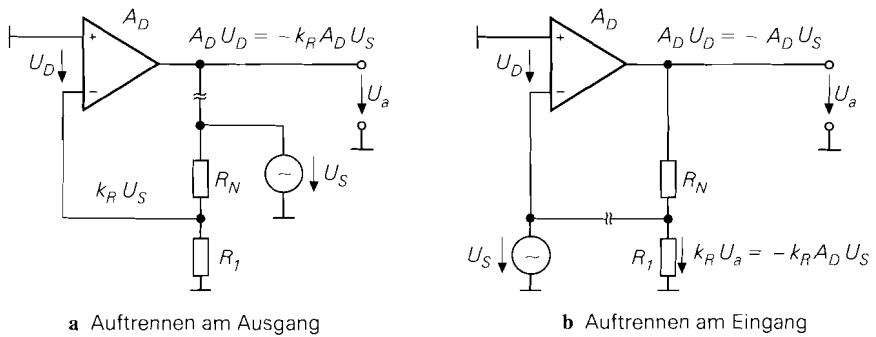 A_D
A_D U_D = -k_R A_D U_S
+
U_D
−
U_a
R_N
~
U_S
k_R U_S
R_1
a Auftrennen am Ausgang
A_D
A_D U_D = -A_D U_S
+
U_D
−
U_a
R_N
U_S
~
R_1
k_R U_a = -k_R A_D U_S
b Auftrennen am Eingang